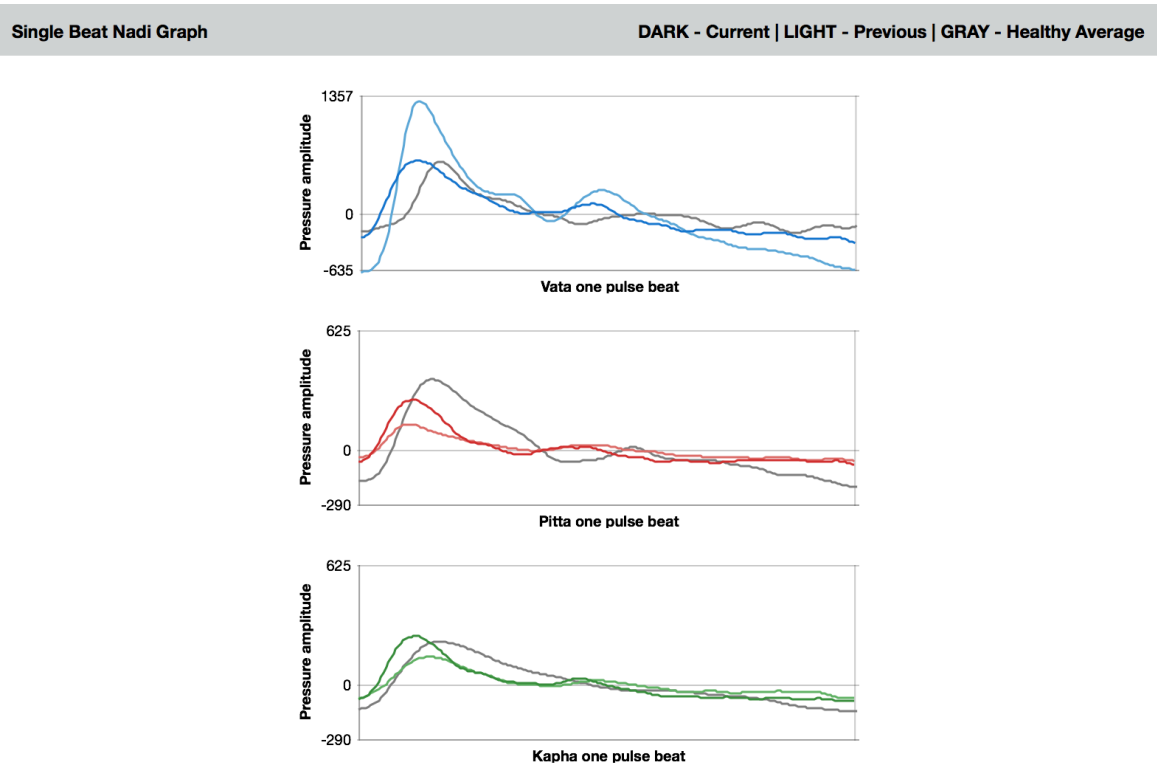 Single Beat Nadi Graph
DARK - Current | LIGHT - Previous | GRAY - Healthy Average
1357
Pressure amplitude
0
-635
Vata one pulse beat
625
Pressure amplitude
0
-290
Pitta one pulse beat
625
Pressure amplitude
0
-290
Kapha one pulse beat